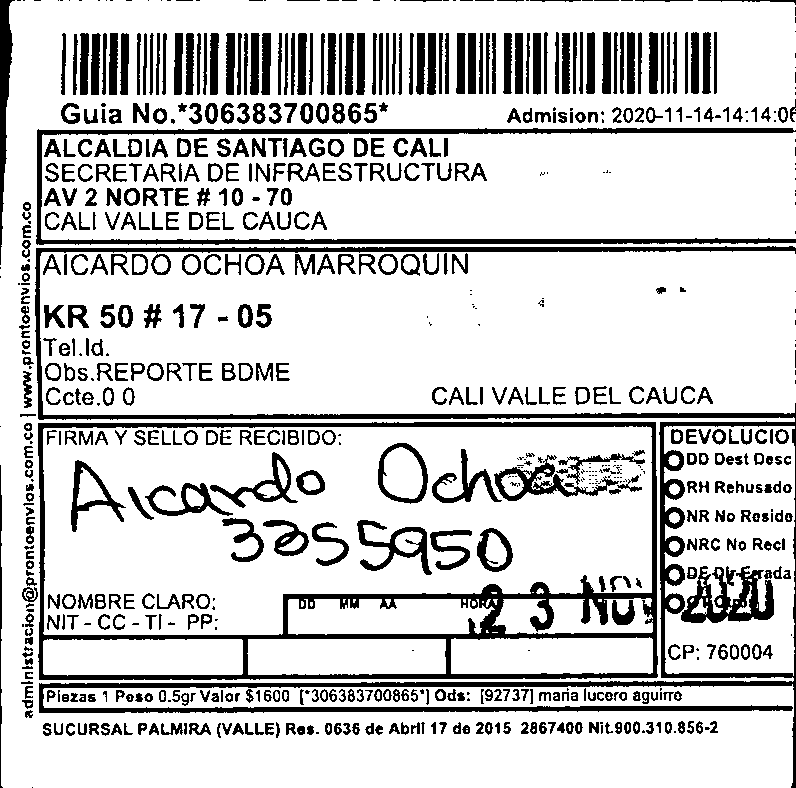 Guia No.*306383700865*
Admision: 2020-11-14-14:14:06
ALCALDIA DE SANTIAGO DE CALI
SECRETARIA DE INFRAESTRUCTURA
AV 2 NORTE # 10 - 70
CALI VALLE DEL CAUCA
AICARDO OCHOA MARROQUIN
KR 50 # 17 - 05
Tel.Id.
Obs.REPORTE BDME
Ccte.0 0
CALI VALLE DEL CAUCA
administracion@prontoenvios.com.co | www.prontoenvios.com.co
FIRMA Y SELLO DE RECIBIDO:
Aicardo Ochoa
3355950
NOMBRE CLARO:
NIT - CC - TI - PP:
DD MM AA HORA
23 NOV 2020
DEVOLUCIO
DD Dest Desc
RH Rehusado
NR No Reside
NRC No Recl
DE Dir Errada
CP: 760004
Piezas 1 Peso 0.5gr Valor $1600 [*306383700865*] Ods: [92737] maria lucero aguirre
SUCURSAL PALMIRA (VALLE) Res. 0636 de Abril 17 de 2015 2867400 Nit.900.310.856-2